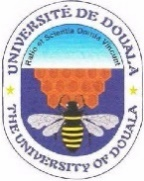 UNIVERSITÉ DE DOUALA
Ratio et Scientia Omnia Vincunt
THE UNIVERSITY OF DOUALA